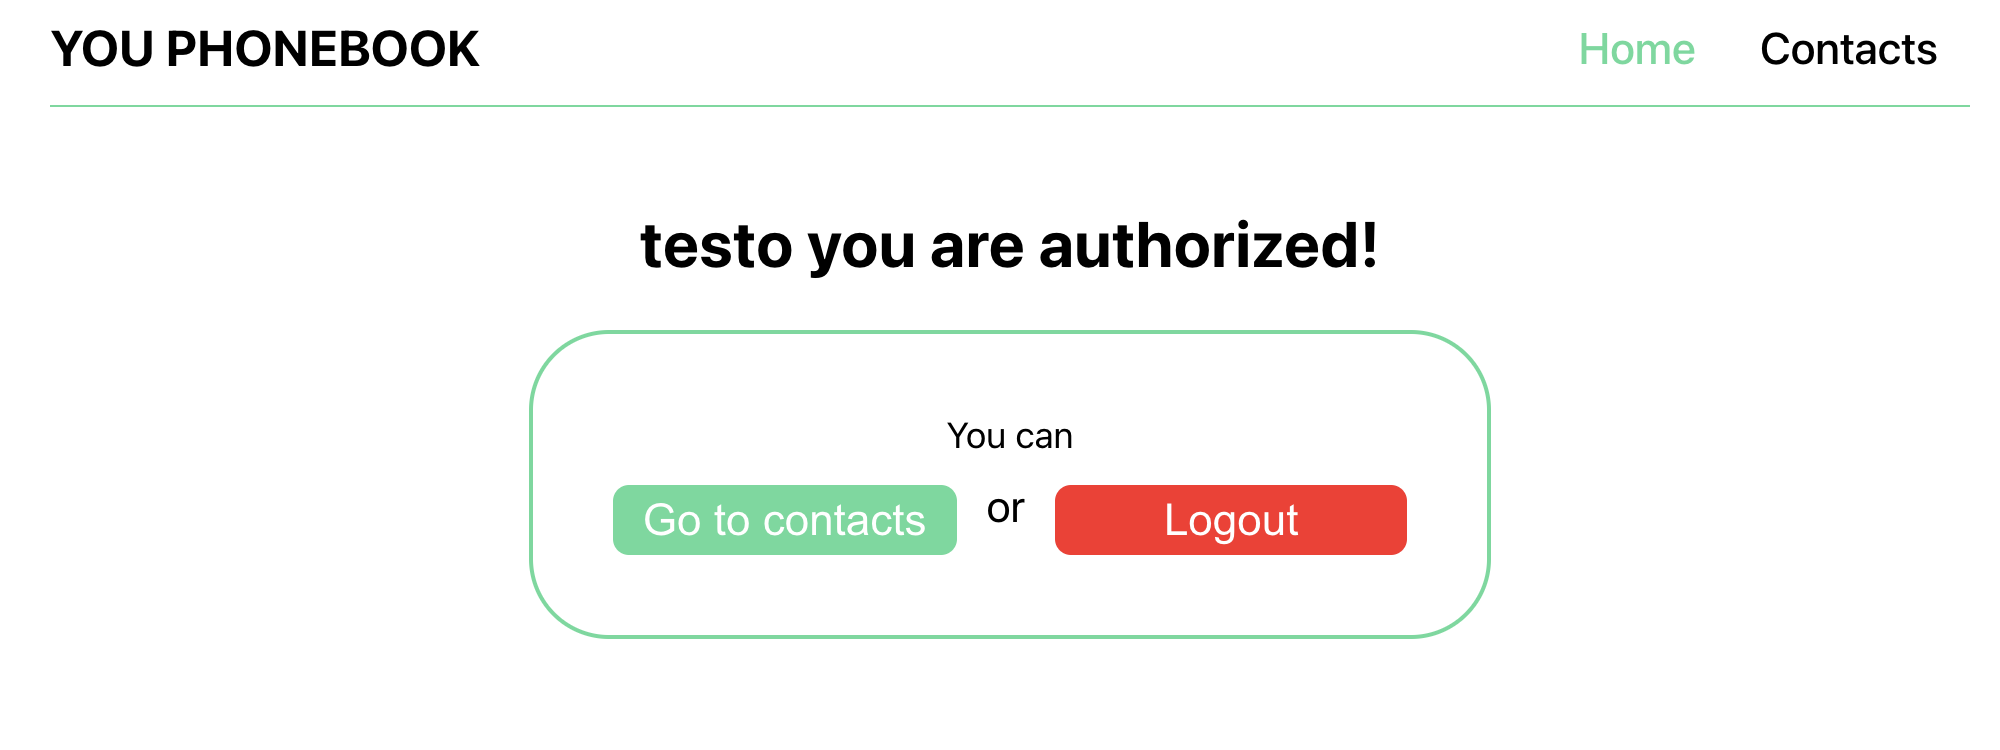 YOU PHONEBOOK Home Contacts
testo you are authorized!
You can
Go to contacts or Logout